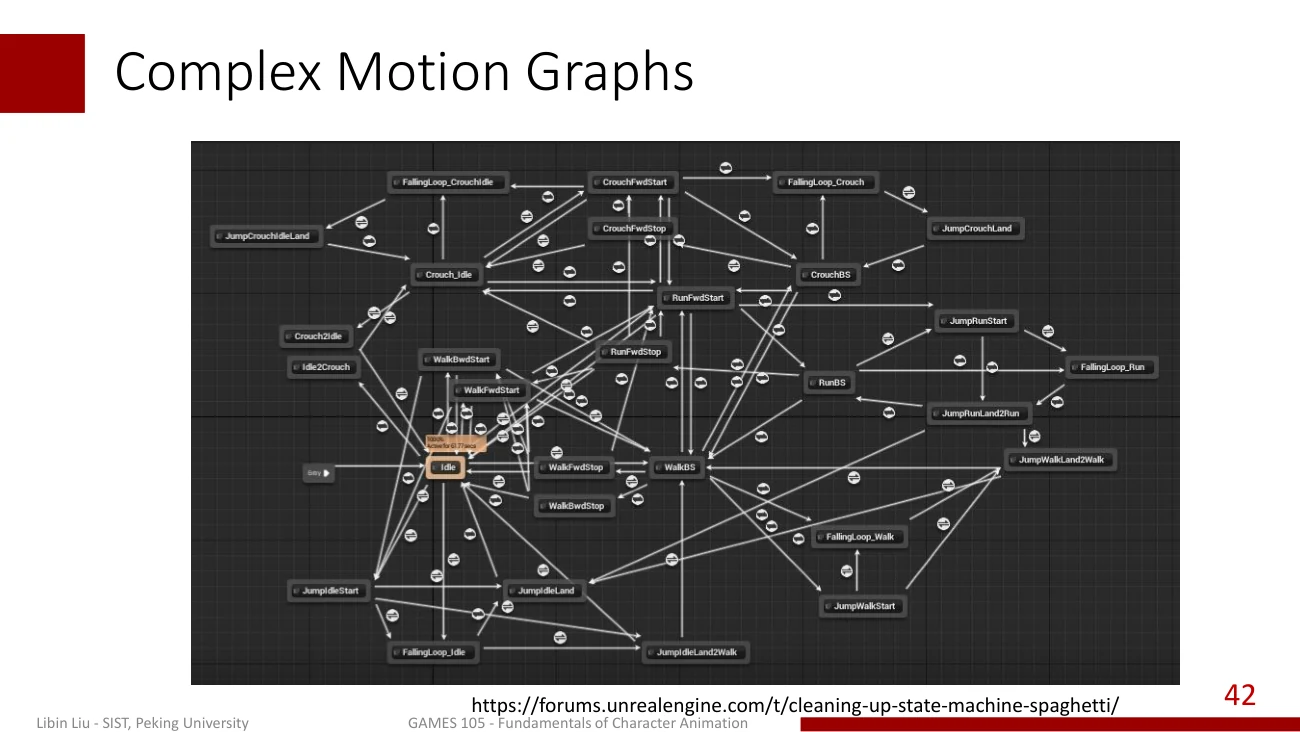 Complex Motion Graphs
FallingLoop_CrouchIdle
CrouchFwdStart
FallingLoop_Crouch
JumpCrouchIdleLand
CrouchFwdStop
JumpCrouchLand
Crouch_Idle
CrouchBS
RunFwdStart
JumpRunStart
Crouch2Idle
Idle2Crouch
WalkBwdStart
RunFwdStop
FallingLoop_Run
WalkFwdStart
RunBS
JumpRunLand2Run
Entry
Idle
WalkFwdStop
WalkBS
JumpWalkLand2Walk
WalkBwdStop
FallingLoop_Walk
JumpIdleStart
JumpIdleLand
JumpWalkStart
FallingLoop_Idle
JumpIdleLand2Walk
https://forums.unrealengine.com/t/cleaning-up-state-machine-spaghetti/
42
Libin Liu - SIST, Peking University
GAMES 105 - Fundamentals of Character Animation